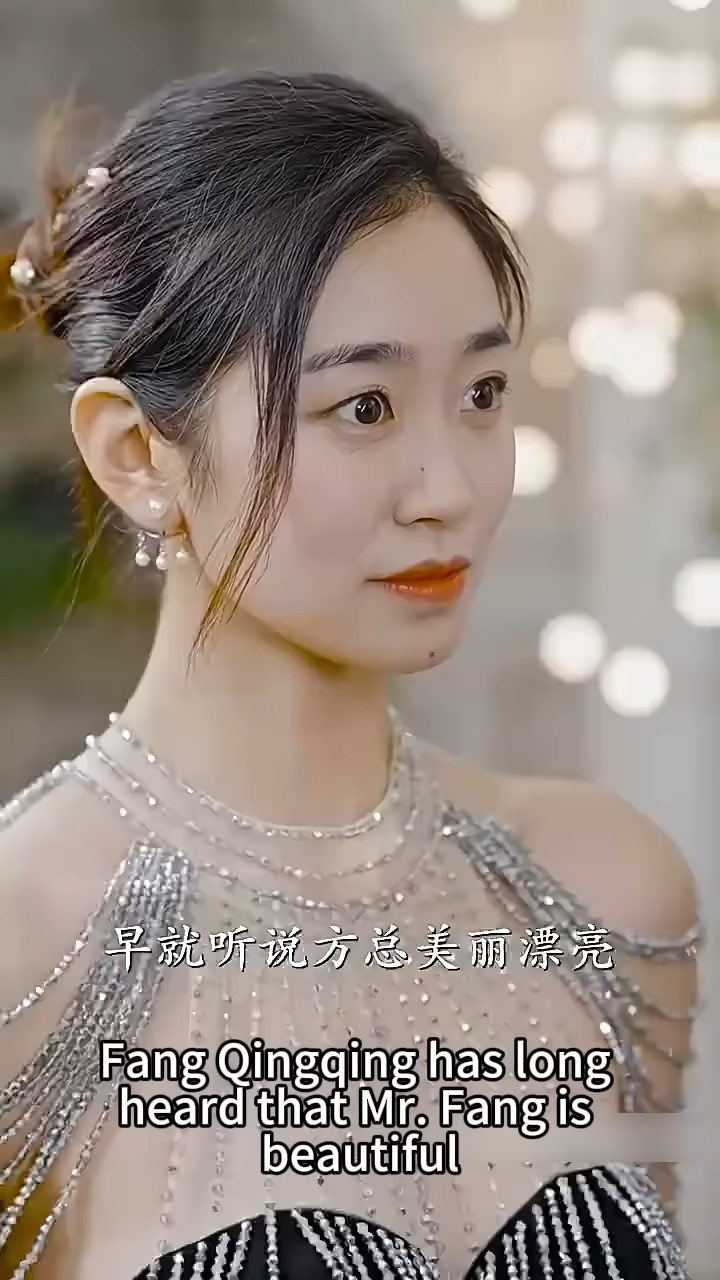 早就听说方总美丽漂亮
Fang Qingqing has long
heard that Mr. Fang is
beautiful